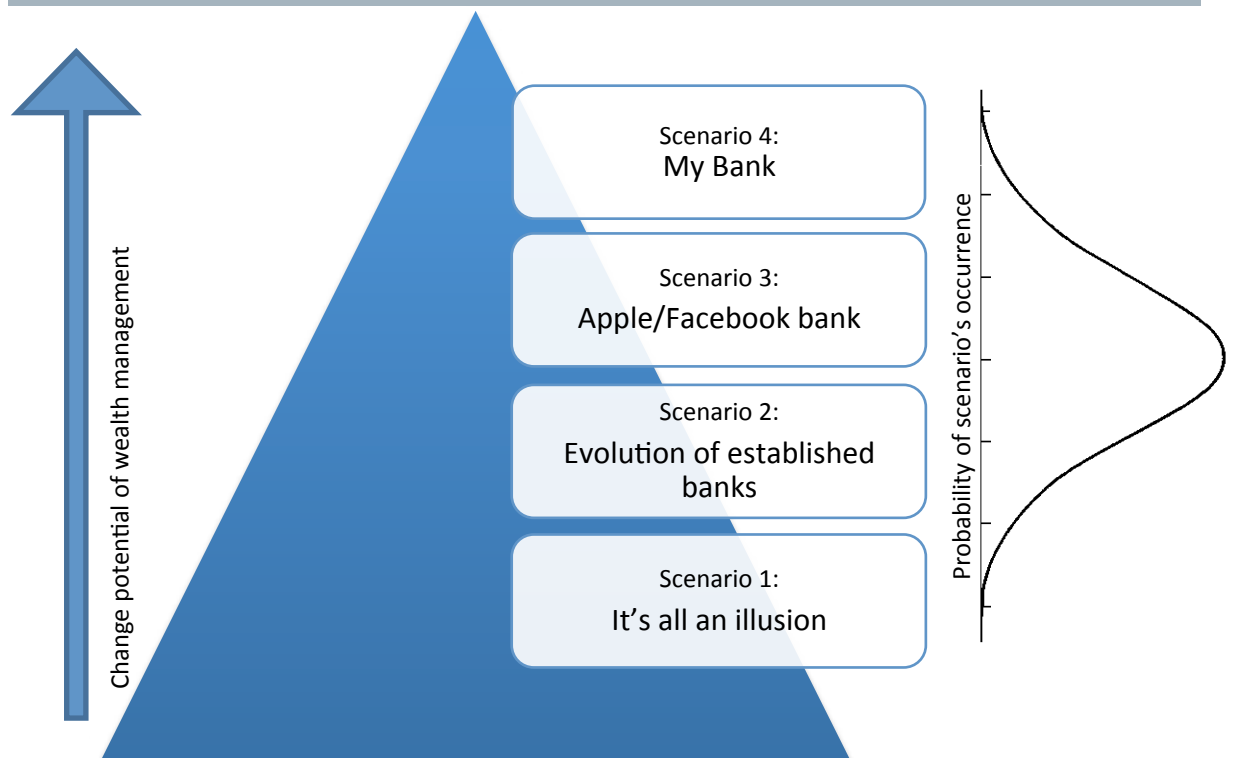 Change potential of wealth management
Scenario 4:
My Bank
Scenario 3:
Apple/Facebook bank
Scenario 2:
Evolution of established
banks
Scenario 1:
It’s all an illusion
Probability of scenario’s occurrence